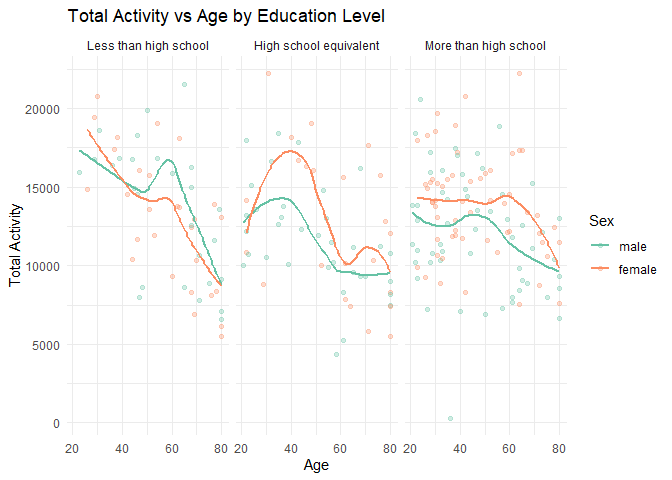 Total Activity vs Age by Education Level
Less than high school
High school equivalent
More than high school
20000
15000
10000
5000
0
Total Activity
20 40 60 80
20 40 60 80
20 40 60 80
Age
Sex
male
female